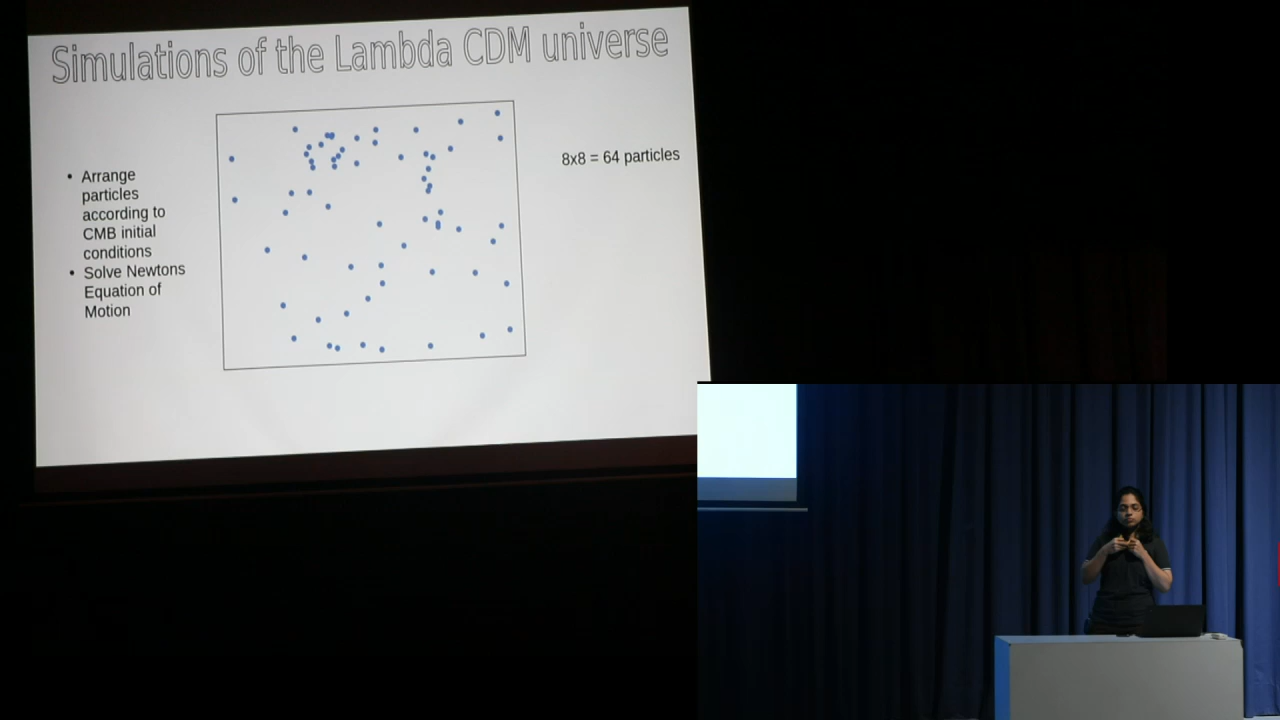 Simulations of the Lambda CDM universe
• Arrange
particles
according to
CMB initial
conditions
• Solve Newtons
Equation of
Motion
8x8 = 64 particles